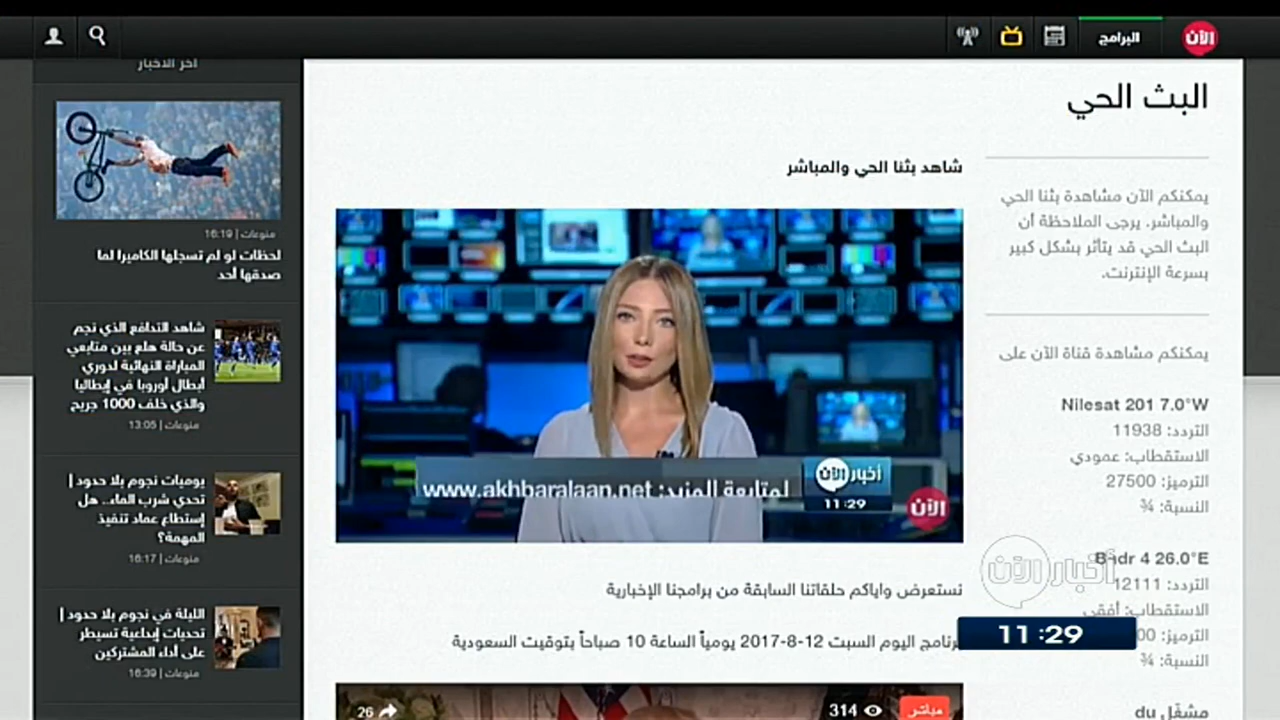 البرامج
الآن
آخر الأخبار
منوعات | 16:19
لحظات لو لم تسجلها الكاميرا لما
صدقها أحد
شاهد التدافع الذي نجم
عن حالة هلع بين متابعي
المباراة النهائية لدوري
أبطال أوروبا في إيطاليا
والذي خلف 1000 جريح
منوعات | 13:05
يوميات نجوم بلا حدود |
تحدي شرب الماء.. هل
إستطاع عماد تنفيذ
المهمة؟
منوعات | 16:17
الليلة في نجوم بلا حدود |
تحديات إبداعية تسيطر
على أداء المشتركين
منوعات | 16:39
البث الحي
يمكنكم الآن مشاهدة بثنا الحي
والمباشر. يرجى الملاحظة أن
البث الحي قد يتأثر بشكل كبير
بسرعة الإنترنت.
يمكنكم مشاهدة قناة الآن على
Nilesat 201 7.0°W
التردد: 11938
الاستقطاب: عمودي
الترميز: 27500
النسبة: ¾
4 26.0°E
التردد: 12111
الاستقطاب: أفقي
الترميز:
النسبة: ¾
مشغّل du
شاهد بثنا الحي والمباشر
أخبار الآن
لمتابعة المزيد: www.akhbaralaan.net
11:29
الآن
نستعرض واياكم حلقاتنا السابقة من برامجنا الإخبارية
برنامج اليوم السبت 12-8-2017 يومياً الساعة 10 صباحاً بتوقيت السعودية
مباشر
314
26
أخبار الآن
11:29